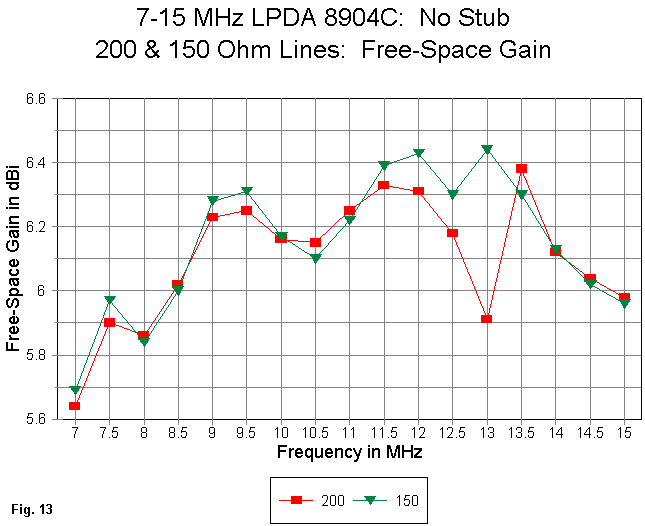 7-15 MHz LPDA 8904C:  No Stub
200 & 150 Ohm Lines:  Free-Space Gain
Free-Space Gain in dBi
6.6
6.4
6.2
6
5.8
5.6
7 7.5 8 8.5 9 9.5 10 10.5 11 11.5 12 12.5 13 13.5 14 14.5 15
Frequency in MHz
200 150
Fig. 13